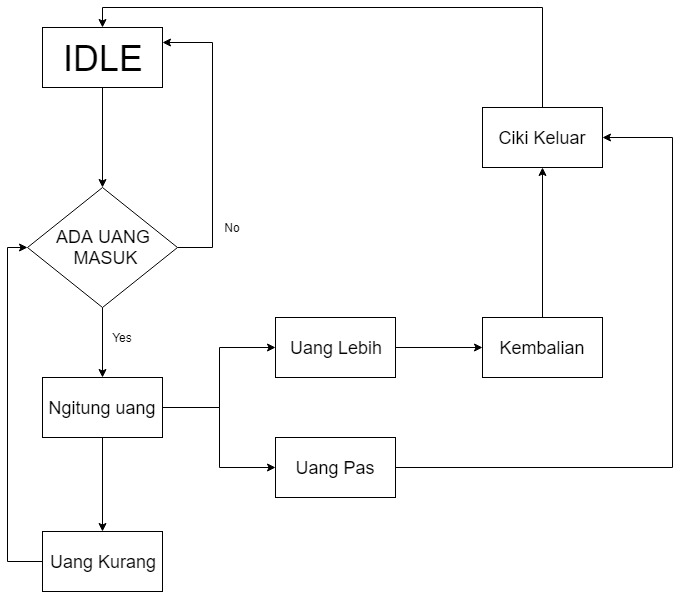 IDLE
Ciki Keluar
ADA UANG
MASUK
No
Yes
Uang Lebih
Kembalian
Ngitung uang
Uang Pas
Uang Kurang